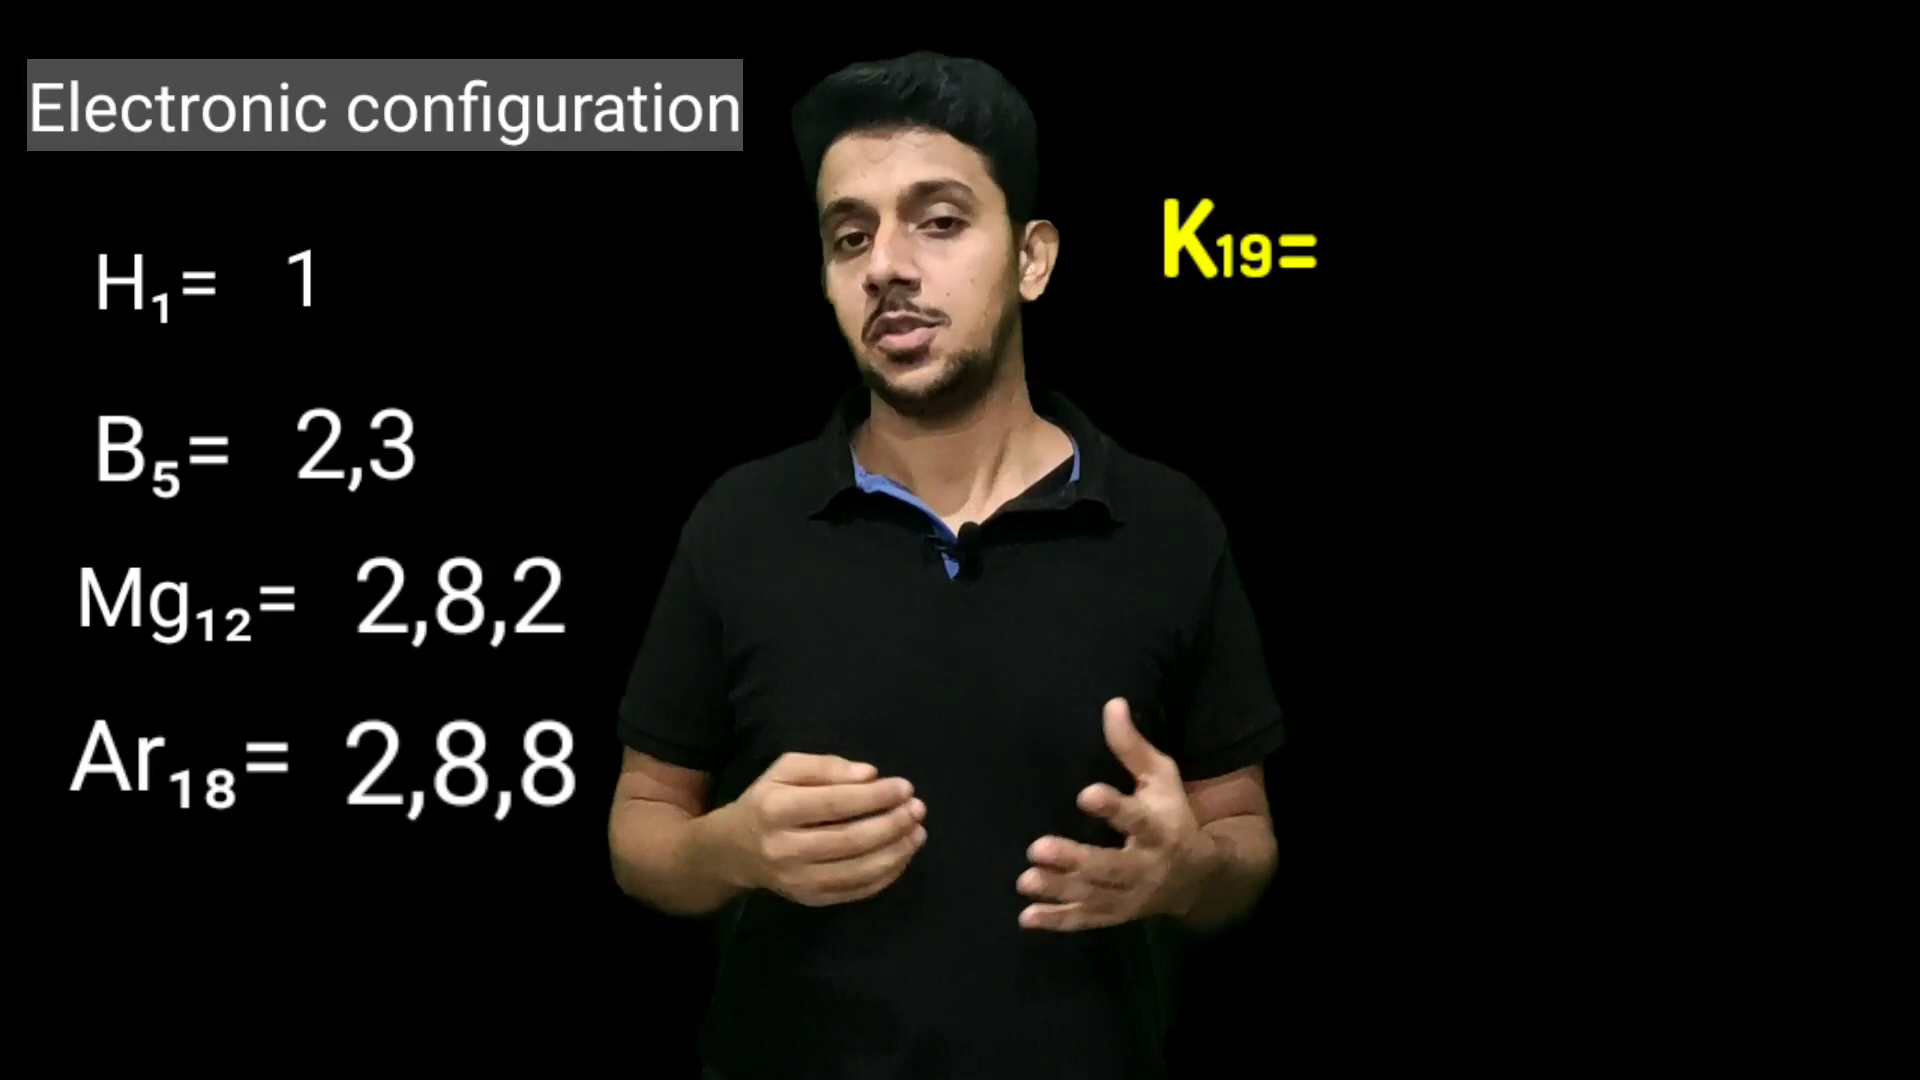 Electronic configuration
H₁= 1
B₅= 2,3
Mg₁₂= 2,8,2
Ar₁₈= 2,8,8
K₁₉=